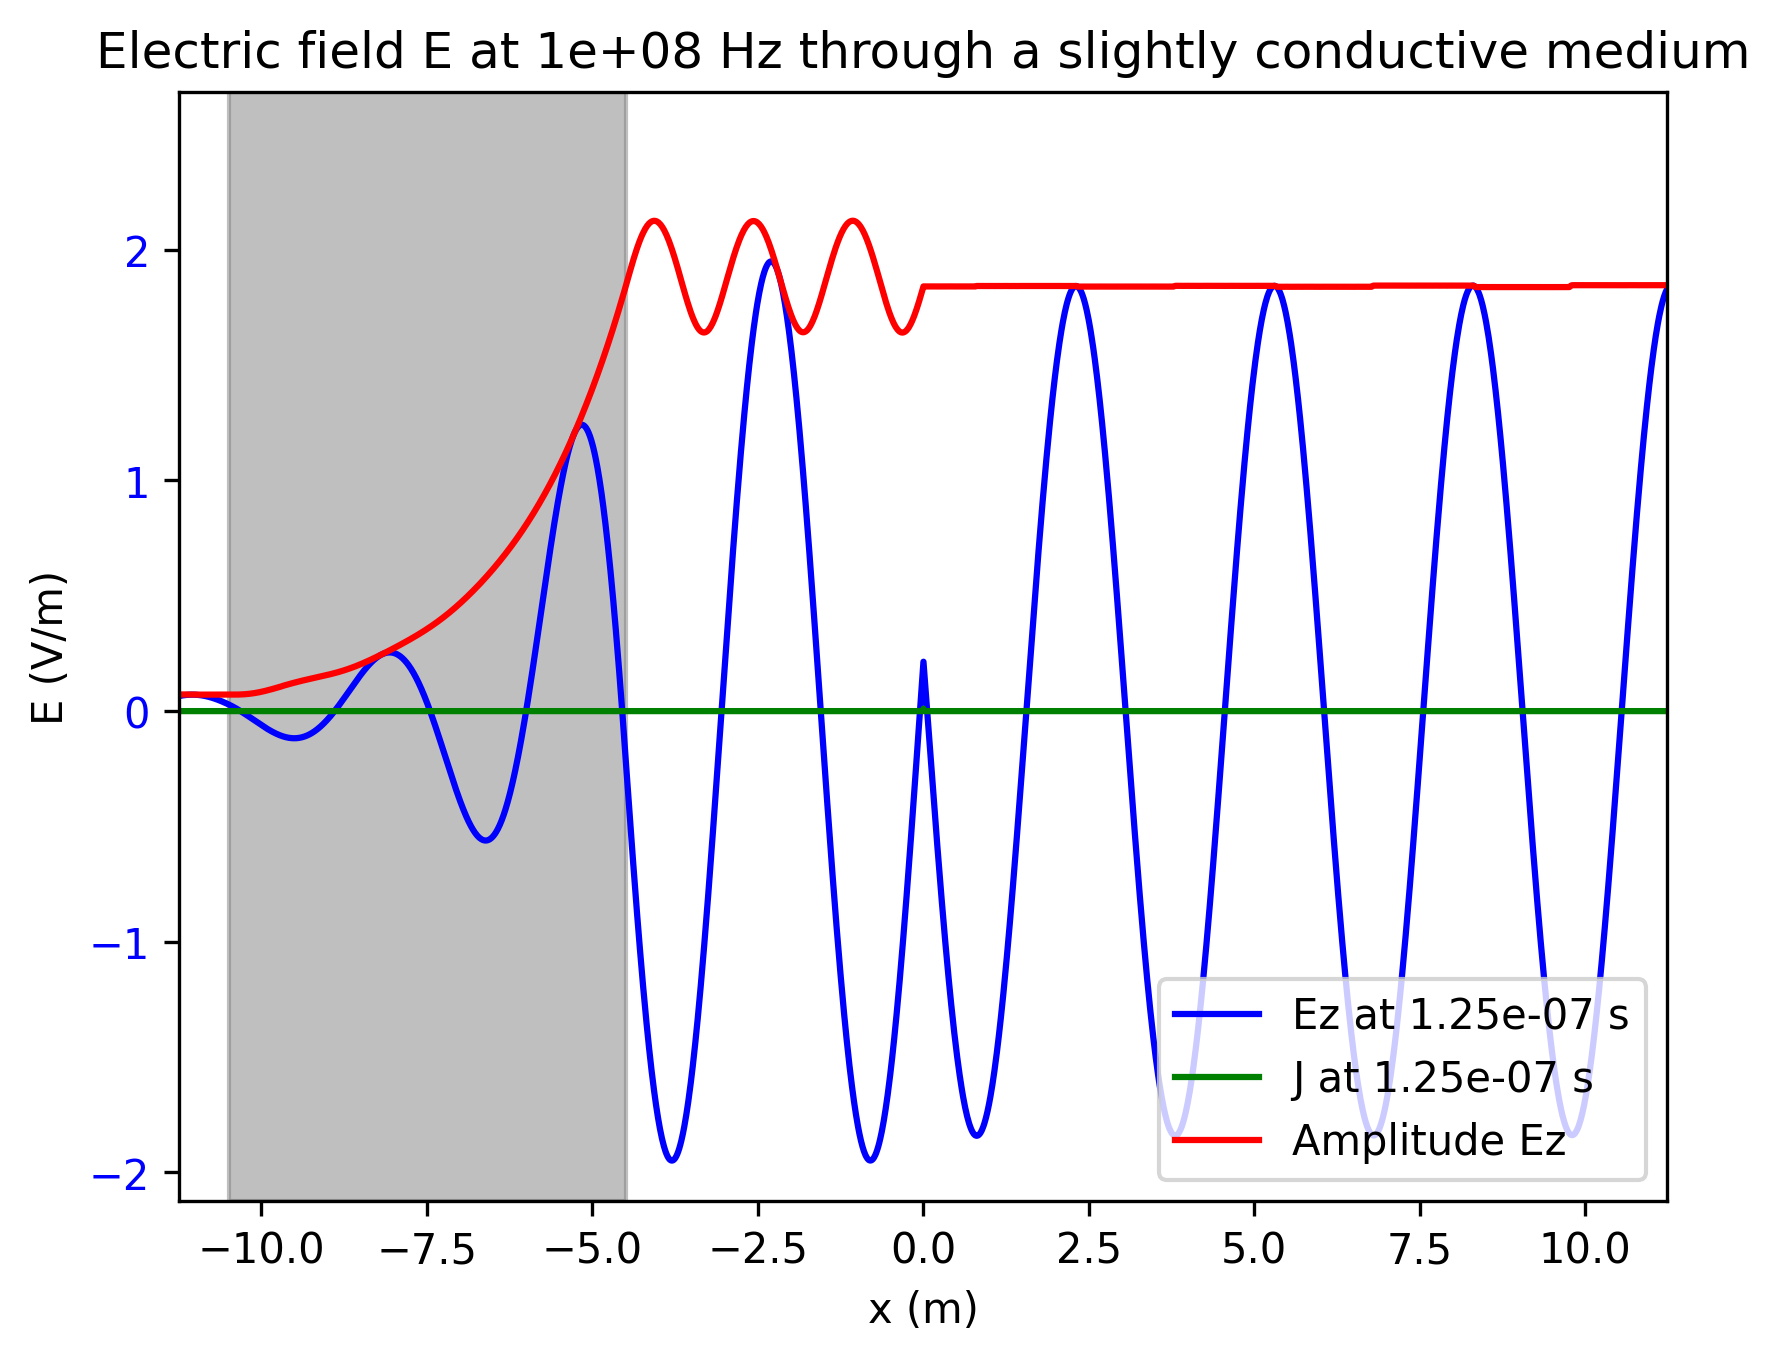 Electric field E at 1e+08 Hz through a slightly conductive medium
E (V/m)
2
1
0
−1
−2
Ez at 1.25e-07 s
J at 1.25e-07 s
Amplitude Ez
−10.0 −7.5 −5.0 −2.5 0.0 2.5 5.0 7.5 10.0
x (m)